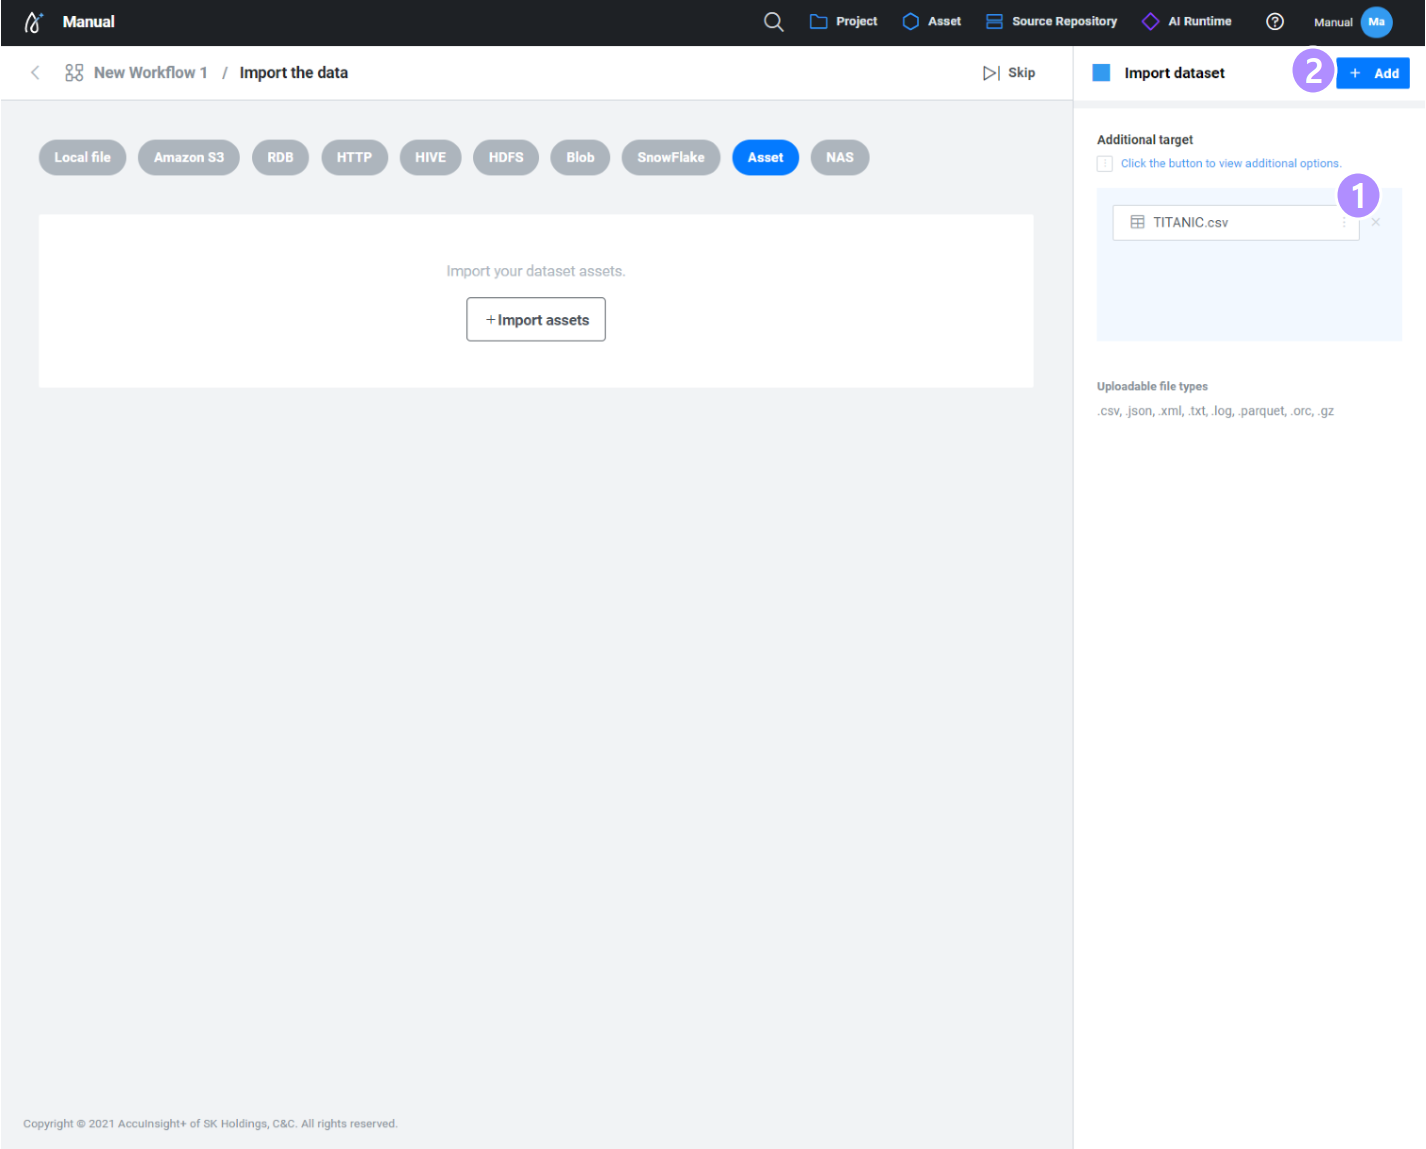 Manual
Project
Asset
Source Repository
AI Runtime
Manual
Ma
New Workflow 1 / Import the data
Skip
Import dataset
2
+ Add
Local file
Amazon S3
RDB
HTTP
HIVE
HDFS
Blob
SnowFlake
Asset
NAS
Import your dataset assets.
+Import assets
Additional target
Click the button to view additional options.
1
TITANIC.csv
Uploadable file types
.csv, .json, .xml, .txt, .log, .parquet, .orc, .gz
Copyright © 2021 AccuInsight+ of SK Holdings, C&C. All rights reserved.